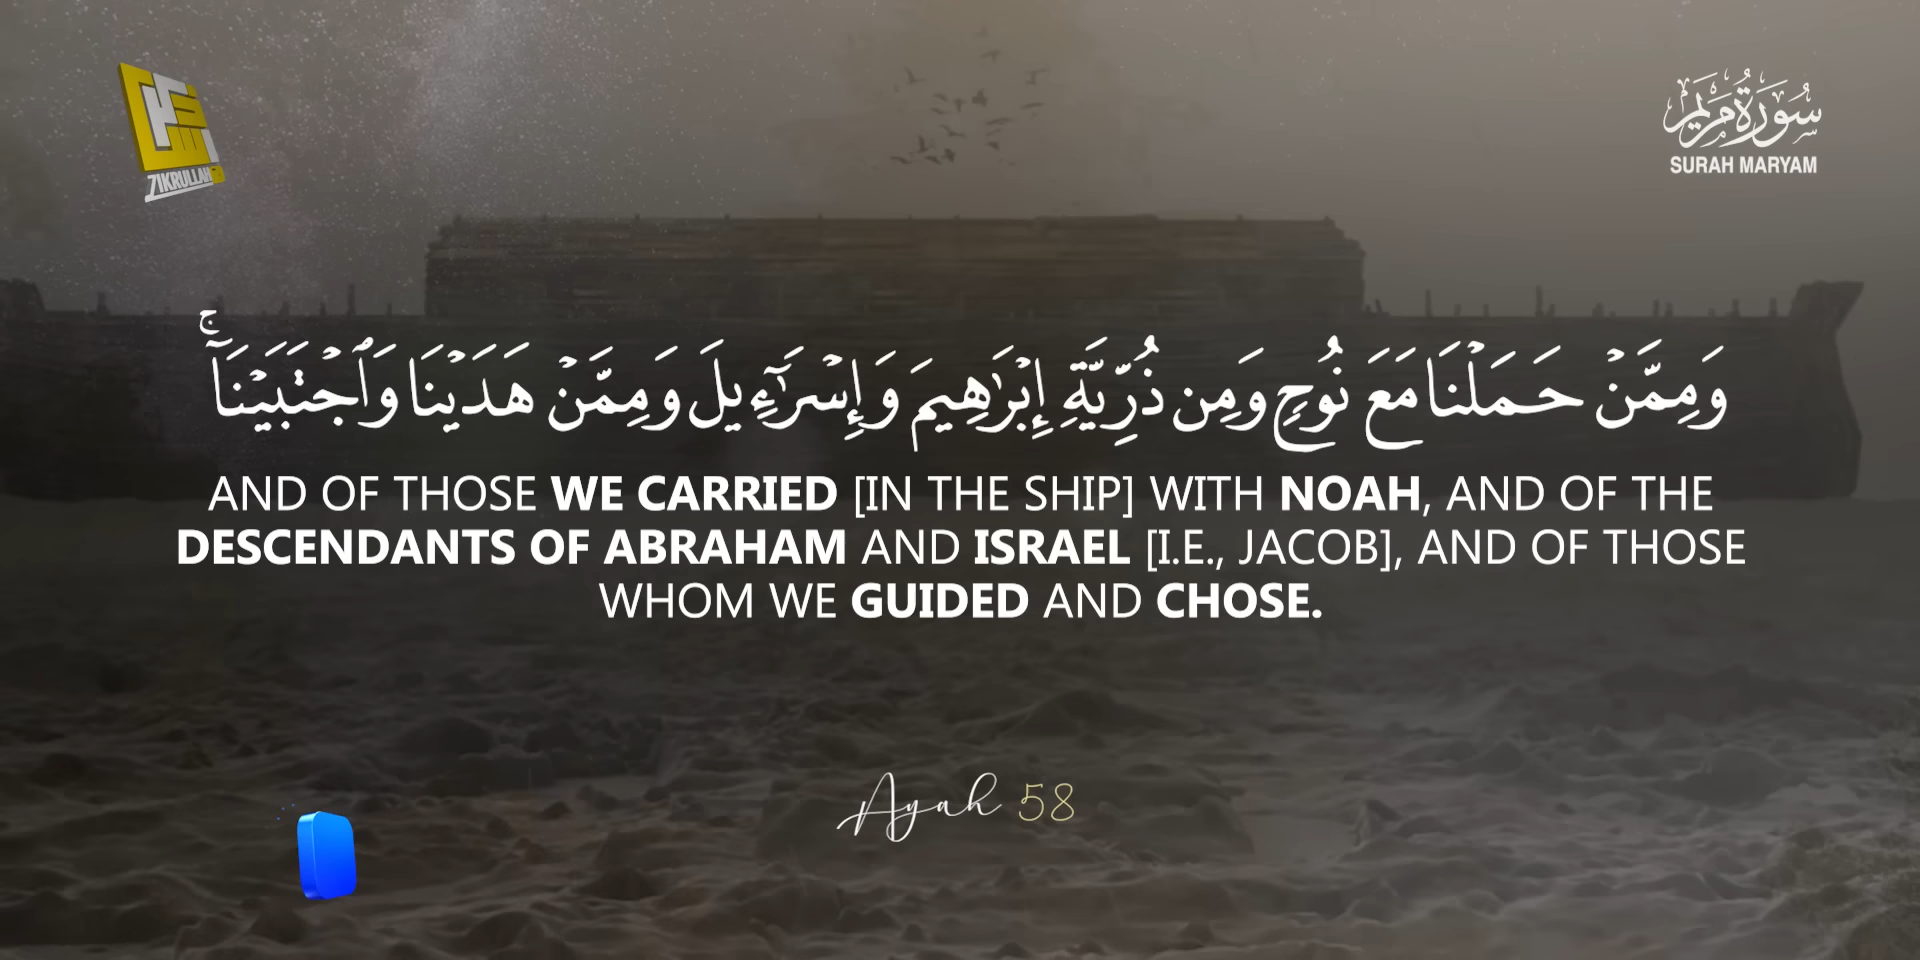 ZIKRULLAH
سُورَةُ مَرْيَم
SURAH MARYAM
وَمِمَّنْ حَمَلْنَا مَعَ نُوحٍ وَمِن ذُرِّيَّةِ إِبْرَٰهِيمَ وَإِسْرَٰٓءِيلَ وَمِمَّنْ هَدَيْنَا وَٱجْتَبَيْنَآ ۚ
AND OF THOSE WE CARRIED [IN THE SHIP] WITH NOAH, AND OF THE
DESCENDANTS OF ABRAHAM AND ISRAEL [I.E., JACOB], AND OF THOSE
WHOM WE GUIDED AND CHOSE.
Ayah 58